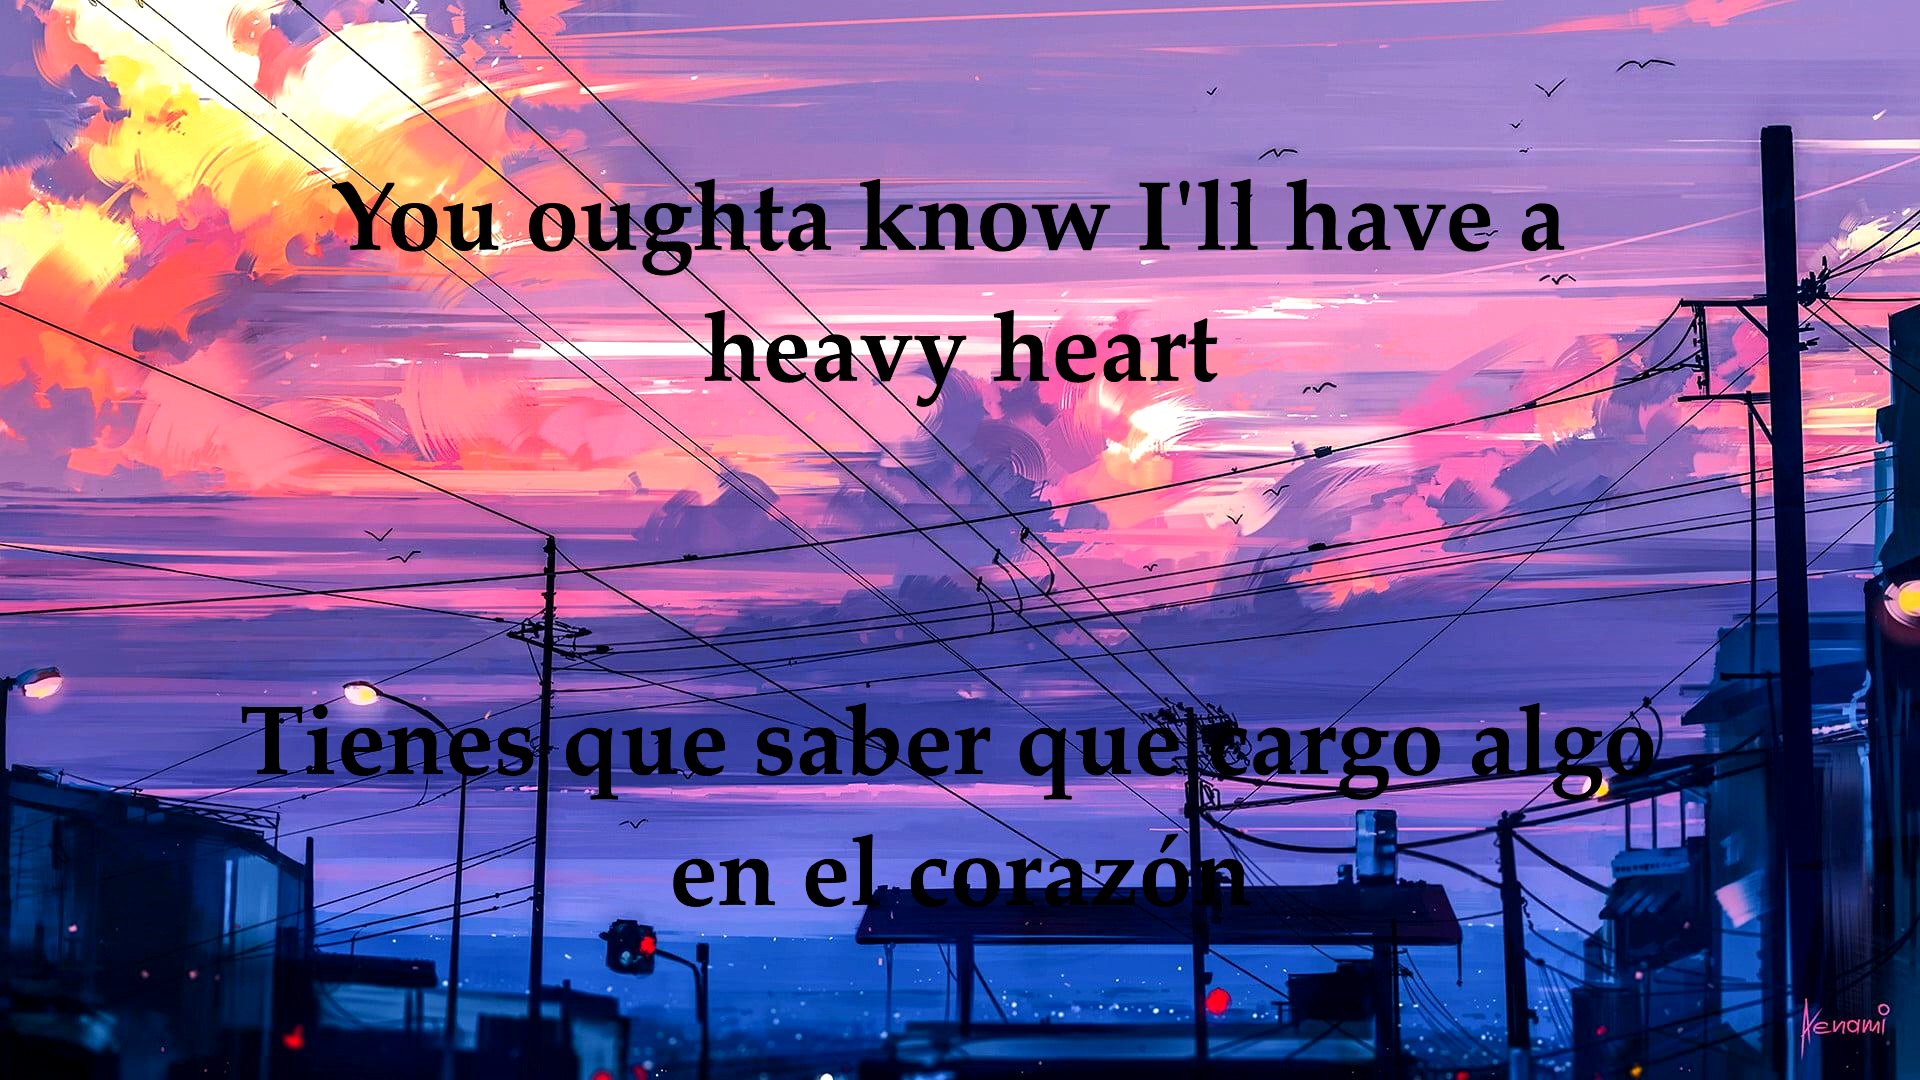 You oughta know I'll have a
heavy heart
Tienes que saber que cargo algo
en el corazón
Aenami